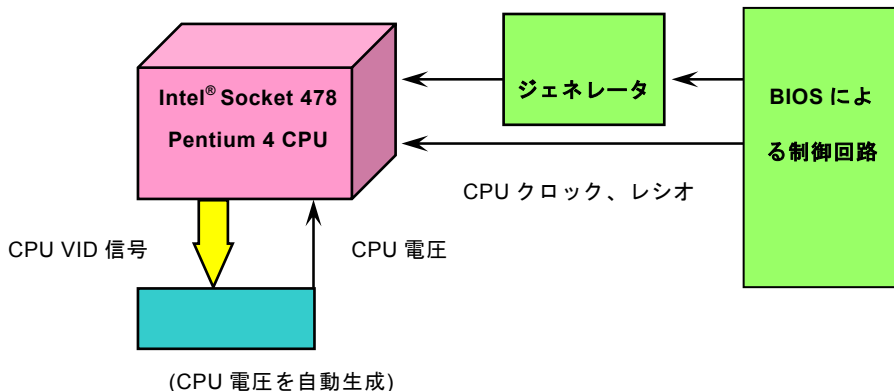 Intel® Socket 478
Pentium 4 CPU
ジェネレータ
BIOS によ
る制御回路
CPU クロック、レシオ
CPU VID 信号
CPU 電圧
(CPU 電圧を自動生成)